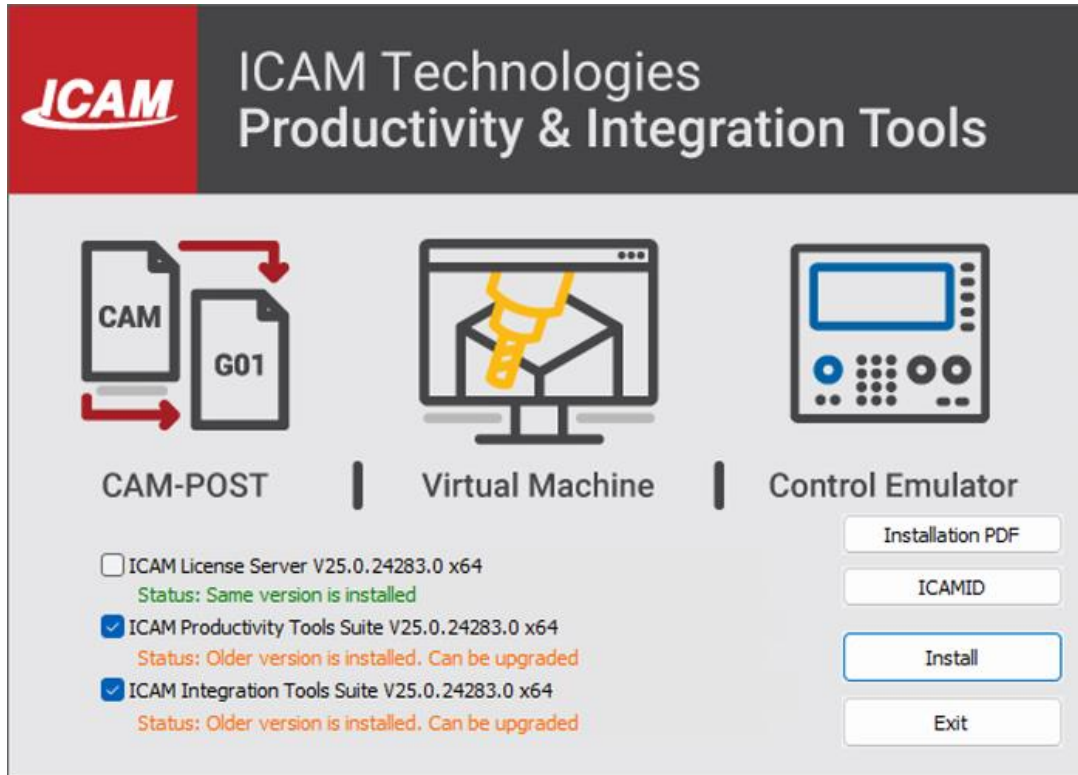 ICAM
ICAM Technologies
Productivity & Integration Tools
CAM
G01
CAM-POST | Virtual Machine | Control Emulator
Installation PDF
ICAM License Server V25.0.24283.0 x64
Status: Same version is installed
ICAMID
ICAM Productivity Tools Suite V25.0.24283.0 x64
Status: Older version is installed. Can be upgraded
Install
ICAM Integration Tools Suite V25.0.24283.0 x64
Status: Older version is installed. Can be upgraded
Exit